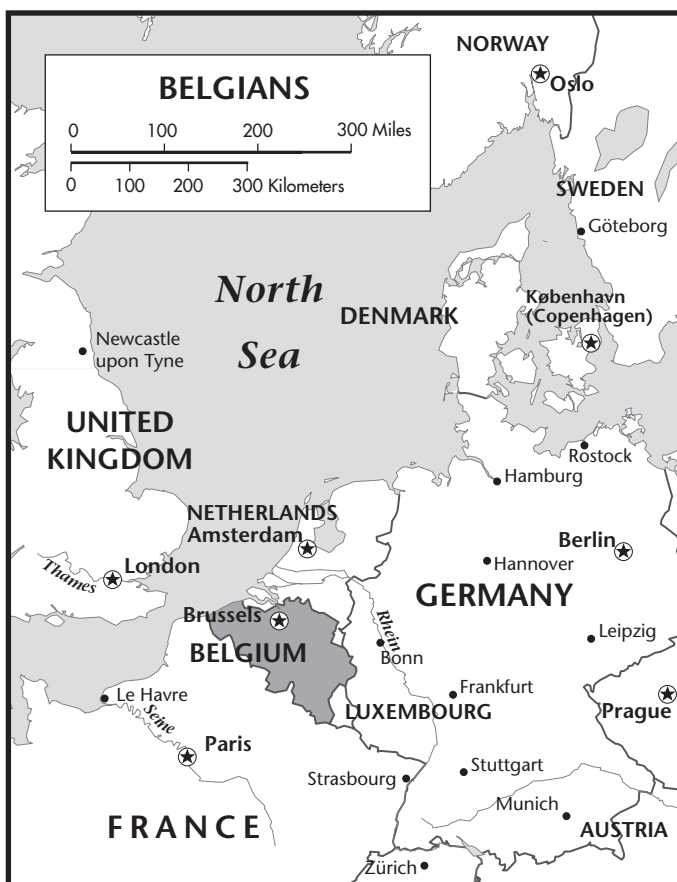 NORWAY
Oslo
BELGIANS
0 100 200 300 Miles
0 100 200 300 Kilometers
SWEDEN
Göteborg
North
Sea
DENMARK
København
(Copenhagen)
Newcastle
upon Tyne
UNITED
KINGDOM
Rostock
Hamburg
NETHERLANDS
Amsterdam
Berlin
Hannover
London
Thames
GERMANY
Brussels
BELGIUM
Rhein
Bonn
Leipzig
Le Havre
Seine
Frankfurt
LUXEMBOURG
Prague
Paris
Strasbourg
Stuttgart
Munich
FRANCE
AUSTRIA
Zürich